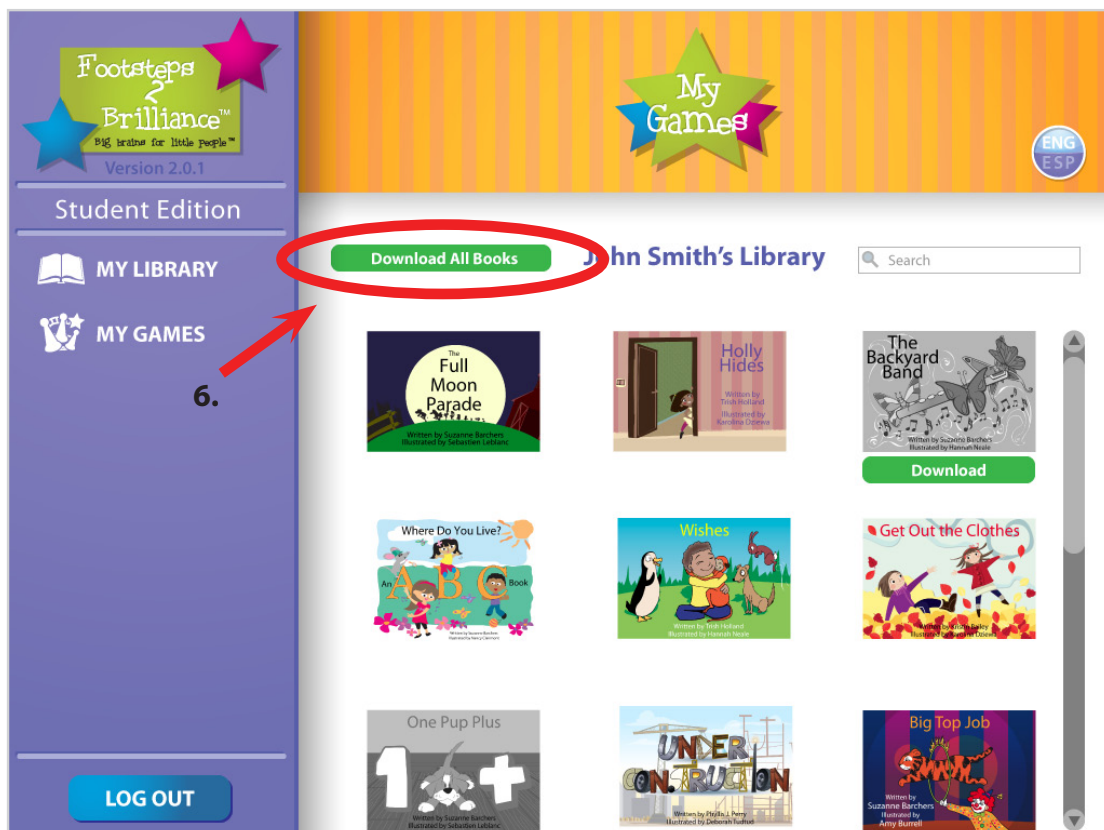 Footsteps
2
Brilliance™
Big brains for little people™
Version 2.0.1
Student Edition
MY LIBRARY
MY GAMES
6.
LOG OUT
My
Games
ENG
ESP
Download All Books
John Smith's Library
Search
The
Full
Moon
Parade
Written by Suzanne Barchers
Illustrated by Sebastien Leblanc
Holly
Hides
Written by
Trish Holland
Illustrated by
Karolina Dziewa
The
Backyard
Band
Written by Suzanne Barchers
Illustrated by Hannah Neale
Download
Where Do You Live?
An ABC Book
Written by Suzanne Barchers
Wishes
Written by Trish Holland
Illustrated by Hannah Neale
Get Out the Clothes
One Pup Plus
1 +
Written by Suzanne Barchers
Illustrated by Sebastien Leblanc
UNDER
CONSTRUCTION
Written by Phyllis J. Perry
Illustrated by Deborah Tudtud
Big Top Job
Written by
Suzanne Barchers
Illustrated by
Amy Burrell